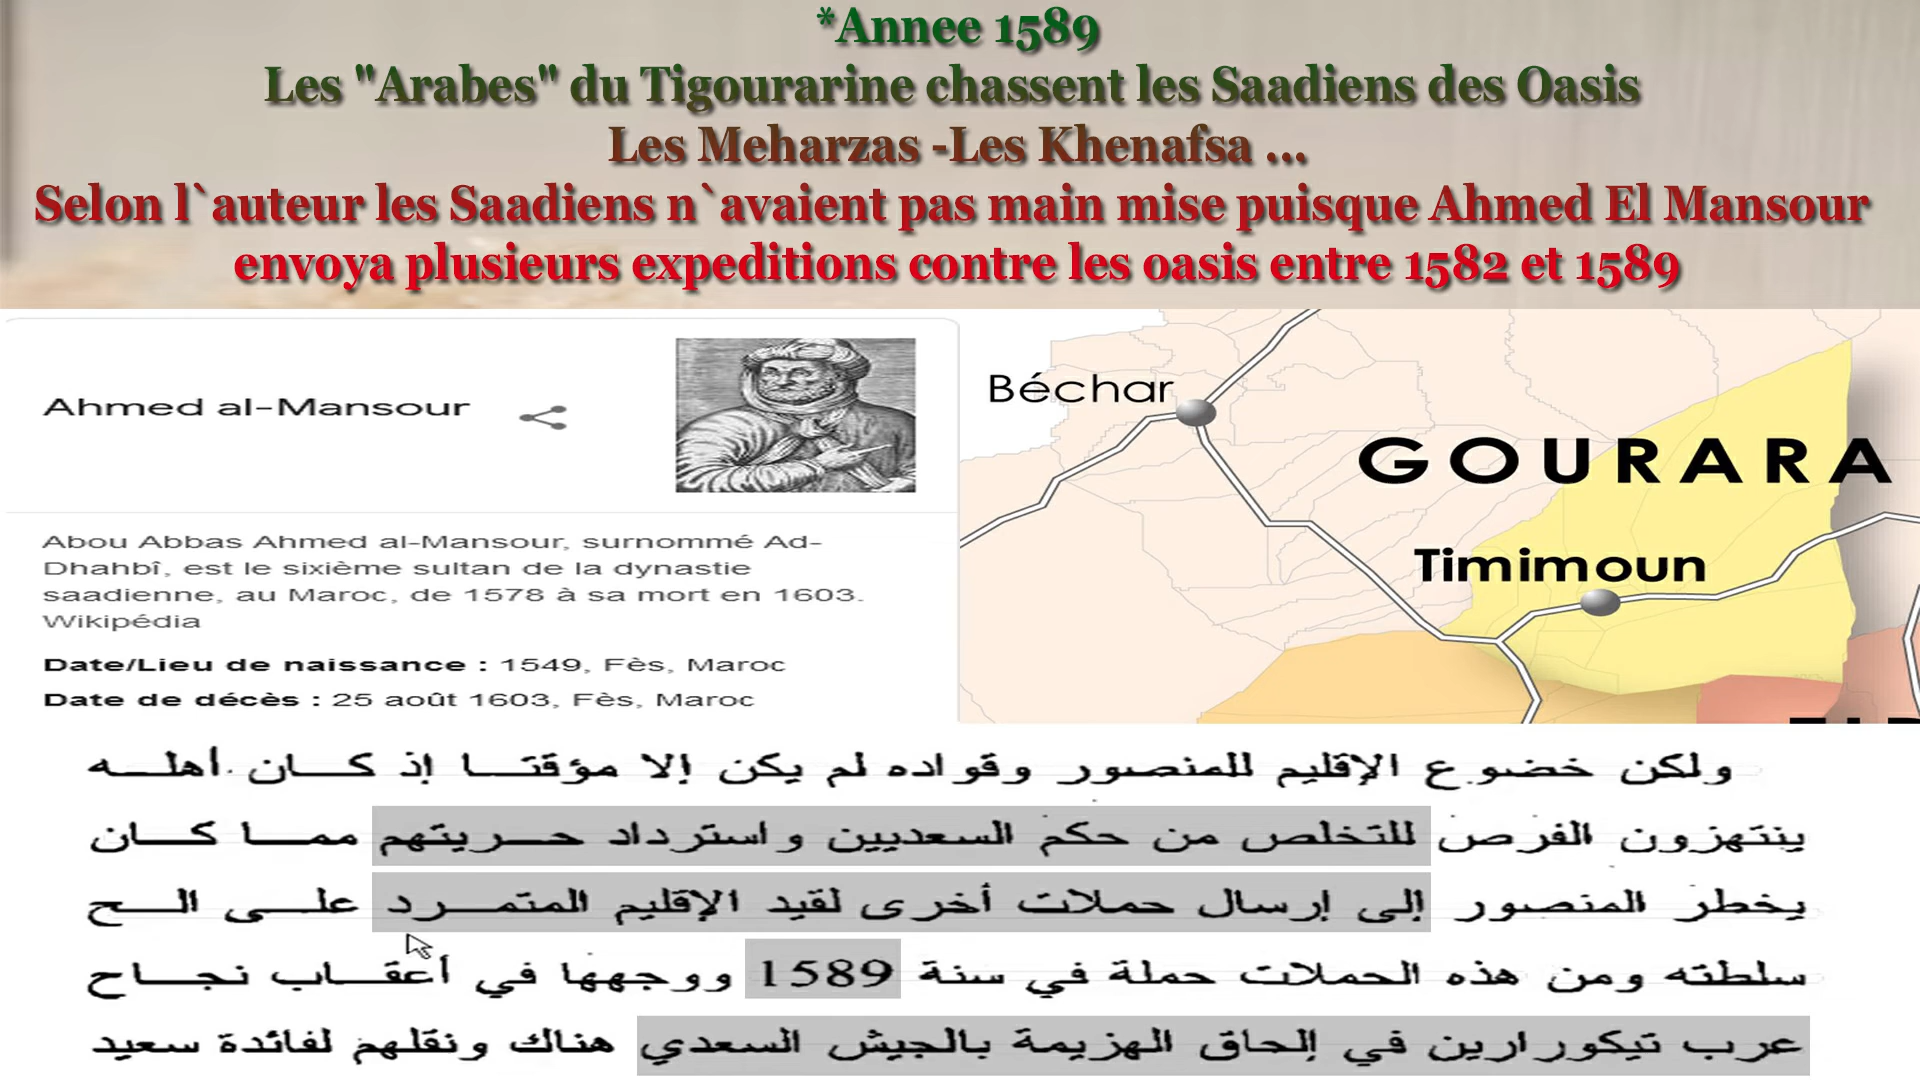 *Annee 1589
Les "Arabes" du Tigourarine chassent les Saadiens des Oasis
Les Meharzas -Les Khenafsa ...
Selon l`auteur les Saadiens n`avaient pas main mise puisque Ahmed El Mansour
envoya plusieurs expeditions contre les oasis entre 1582 et 1589
Ahmed al-Mansour
Abou Abbas Ahmed al-Mansour, surnommé Ad-
Dhahbî, est le sixième sultan de la dynastie
saadienne, au Maroc, de 1578 à sa mort en 1603.
Wikipédia
Date/Lieu de naissance : 1549, Fès, Maroc
Date de décès : 25 août 1603, Fès, Maroc
Béchar
GOURARA
Timimoun
ولكن خضوع الإقليم للمنصور وقواده لم يكن إلا مؤقتا إذ كان أهله
ينتهزون الفرص للتخلص من حكم السعديين واسترداد حريتهم مما كان
يخطر المنصور إلى إرسال حملات أخرى لقيد الإقليم المتمرد على الح
سلطته ومن هذه الحملات حملة في سنة 1589 ووجهها في أعقاب نجاح
عرب تيكورارين في إلحاق الهزيمة بالجيش السعدي هناك ونقلهم لفائدة سعيد